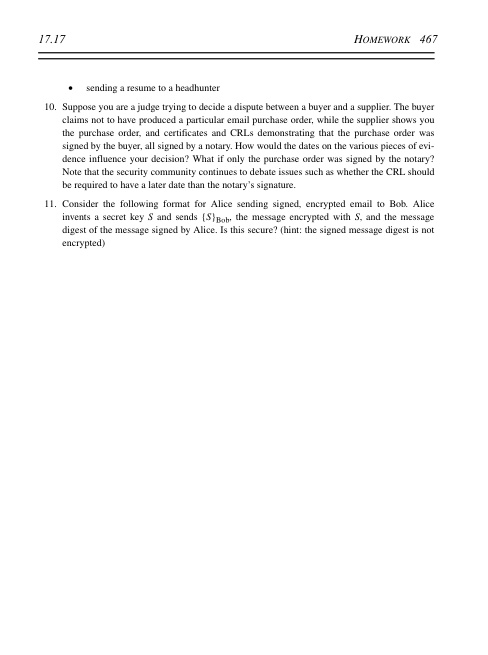 17.17 HOMEWORK 467
• sending a resume to a headhunter
10. Suppose you are a judge trying to decide a dispute between a buyer and a supplier. The buyer
claims not to have produced a particular email purchase order, while the supplier shows you
the purchase order, and certificates and CRLs demonstrating that the purchase order was
signed by the buyer, all signed by a notary. How would the dates on the various pieces of evi-
dence influence your decision? What if only the purchase order was signed by the notary?
Note that the security community continues to debate issues such as whether the CRL should
be required to have a later date than the notary's signature.
11. Consider the following format for Alice sending signed, encrypted email to Bob. Alice
invents a secret key S and sends {S}Bob, the message encrypted with S, and the message
digest of the message signed by Alice. Is this secure? (hint: the signed message digest is not
encrypted)